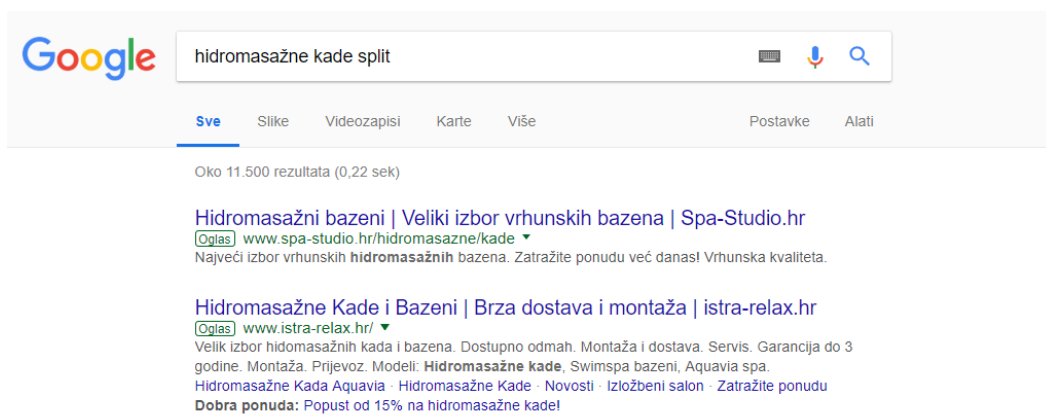 Google
hidromasažne kade split
Sve Slike Videozapisi Karte Više Postavke Alati
Oko 11.500 rezultata (0,22 sek)
Hidromasažni bazeni | Veliki izbor vrhunskih bazena | Spa-Studio.hr
Oglas www.spa-studio.hr/hidromasazne/kade
Najveći izbor vrhunskih hidromasažnih bazena. Zatražite ponudu već danas! Vrhunska kvaliteta.
Hidromasažne Kade i Bazeni | Brza dostava i montaža | istra-relax.hr
Oglas www.istra-relax.hr/
Velik izbor hidomasažnih kada i bazena. Dostupno odmah. Montaža i dostava. Servis. Garancija do 3
godine. Montaža. Prijevoz. Modeli: Hidromasažne kade, Swimspa bazeni, Aquavia spa.
Hidromasažne Kada Aquavia · Hidromasažne Kade · Novosti · Izložbeni salon · Zatražite ponudu
Dobra ponuda: Popust od 15% na hidromasažne kade!